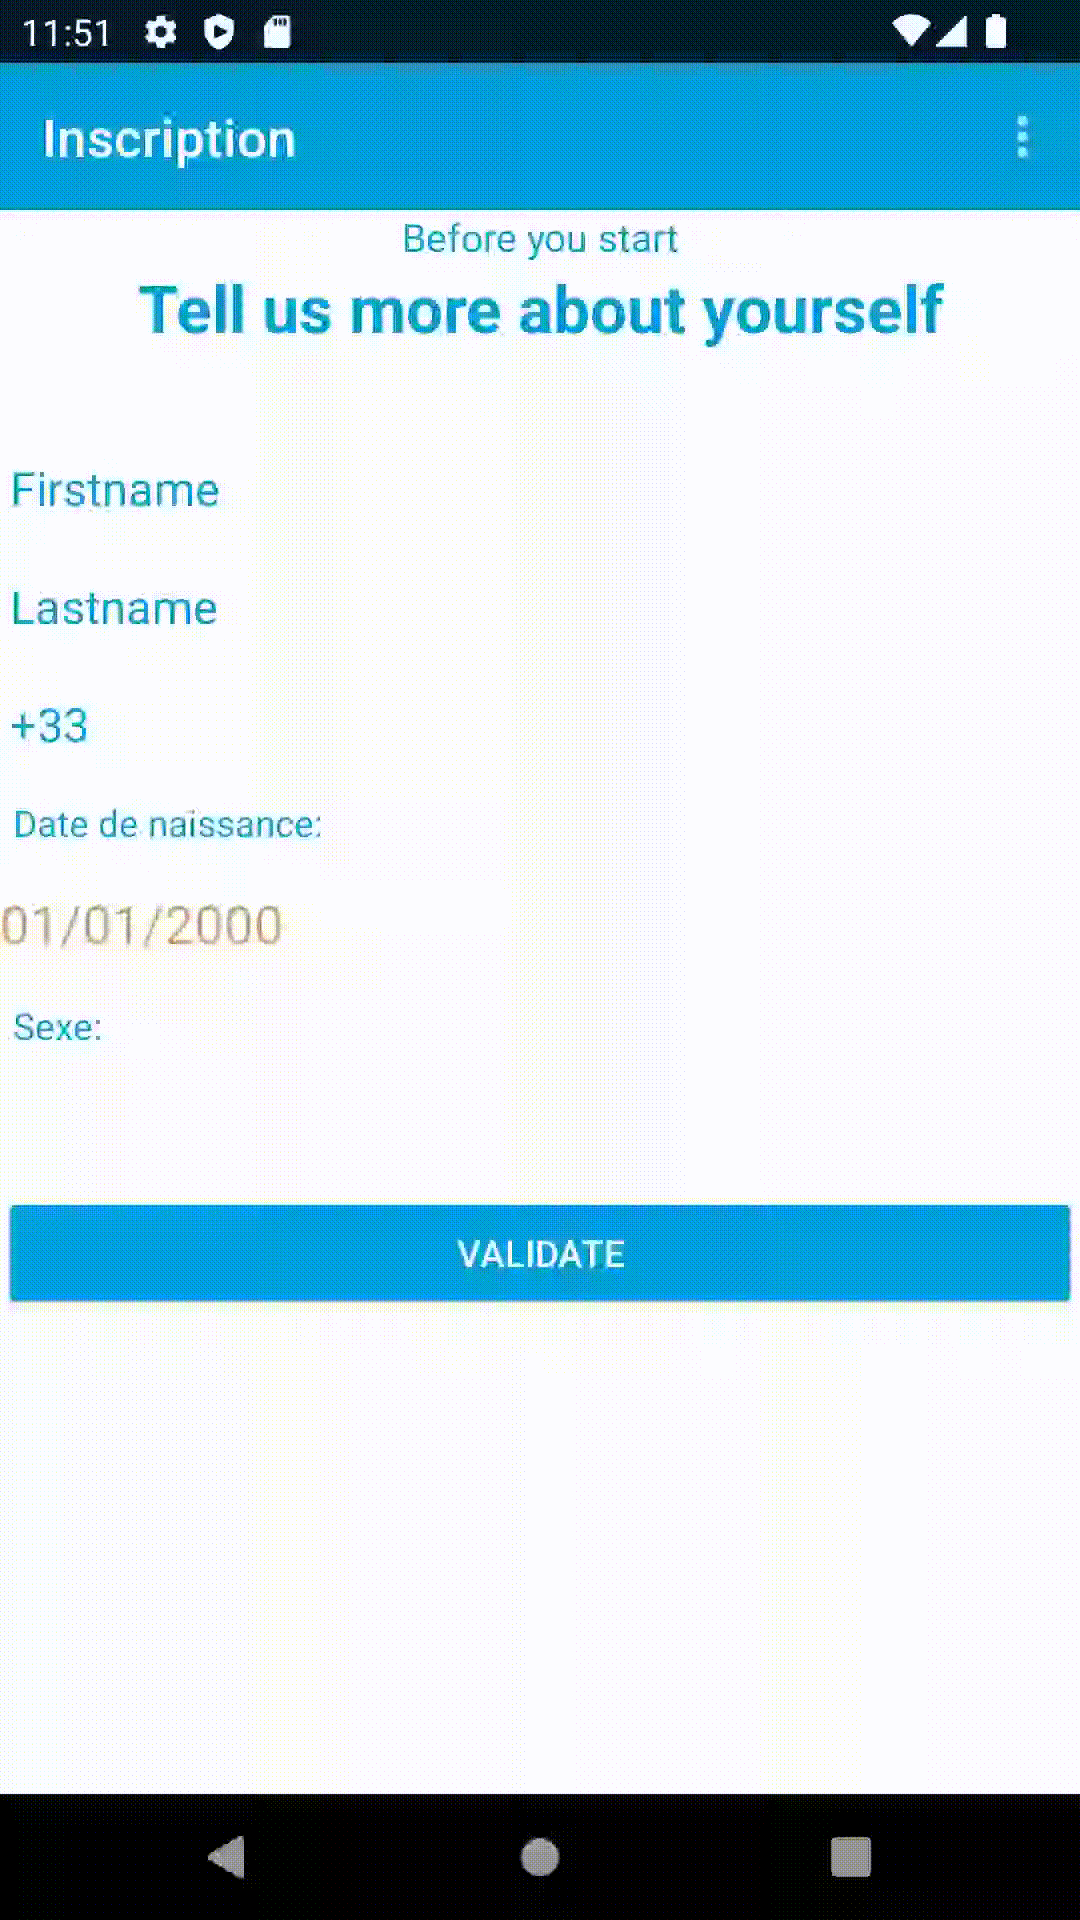 11:51
Inscription
Before you start
Tell us more about yourself
Firstname
Lastname
+33
Date de naissance:
01/01/2000
Sexe:
VALIDATE